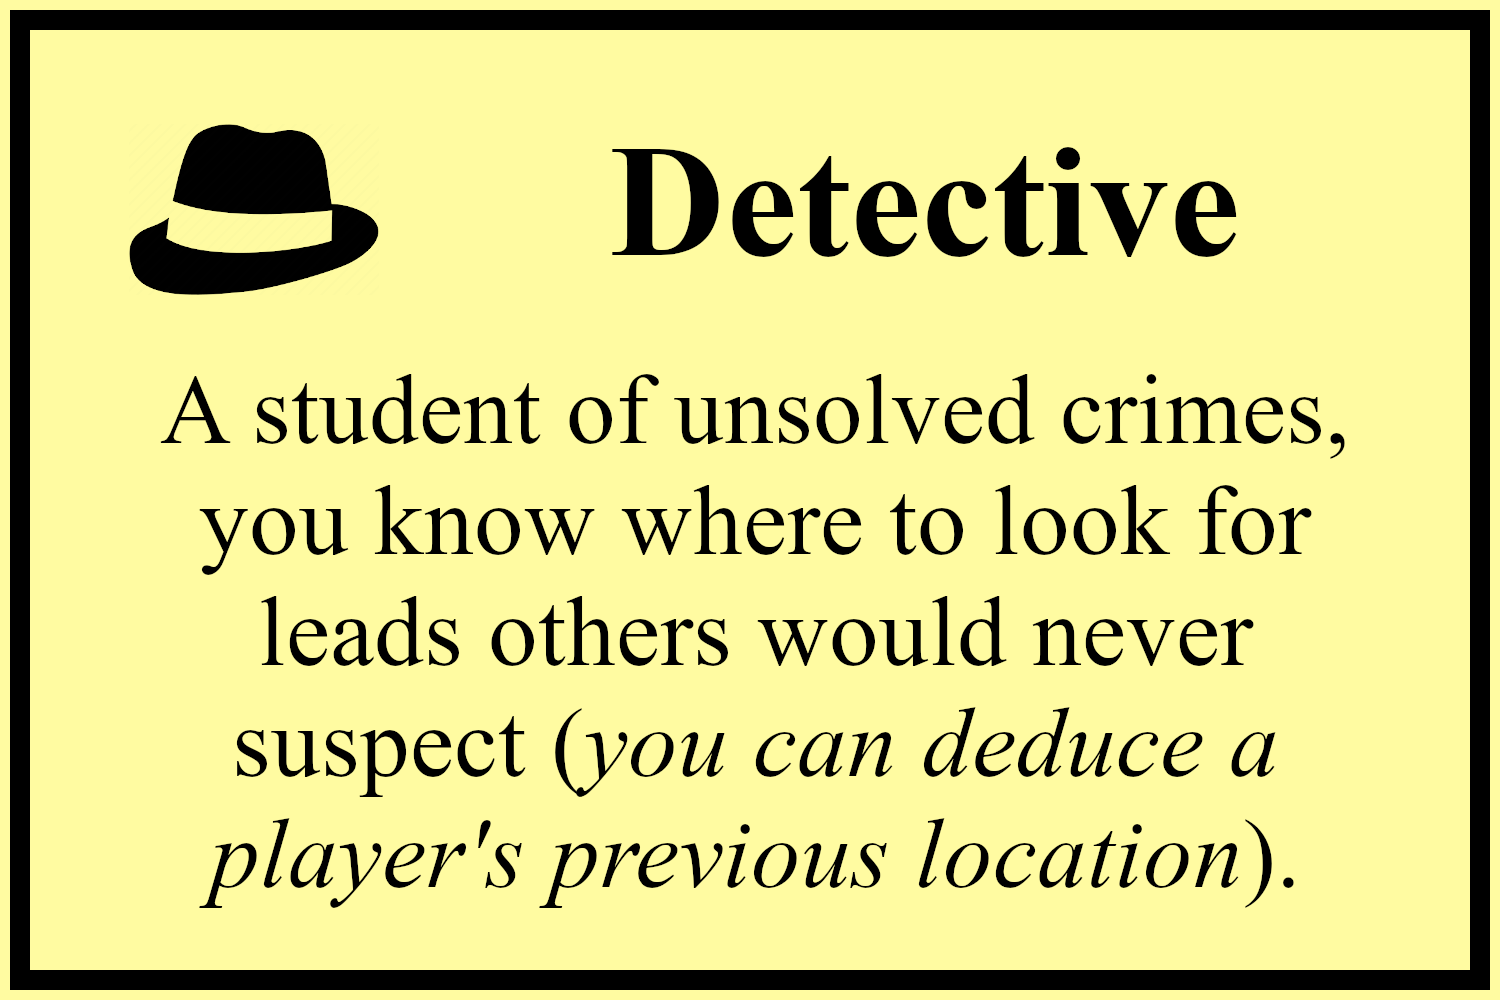 Detective
A student of unsolved crimes,
you know where to look for
leads others would never
suspect (you can deduce a
player's previous location).